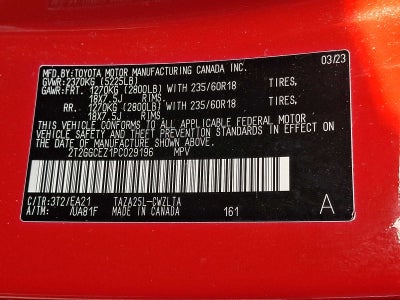 MFD.BY:TOYOTA MOTOR MANUFACTURING CANADA INC. 03/23
GVWR:2370KG (5225LB)
GAWR:FRT. 1270KG (2800LB) WITH 235/60R18 TIRES,
18X7.5J RIMS.
RR. 1270KG (2800LB) WITH 235/60R18 TIRES,
18X7.5J RIMS.
THIS VEHICLE CONFORMS TO ALL APPLICABLE FEDERAL MOTOR
VEHICLE SAFETY AND THEFT PREVENTION STANDARDS IN EFFECT ON
THE DATE OF MANUFACTURE SHOWN ABOVE.
2T2GGCEZ1PC029196 MPV
C/TR:3T2/EA21 TAZA25L-CWZLTA
A/TM: /UA81F MADE IN CANADA 161 A